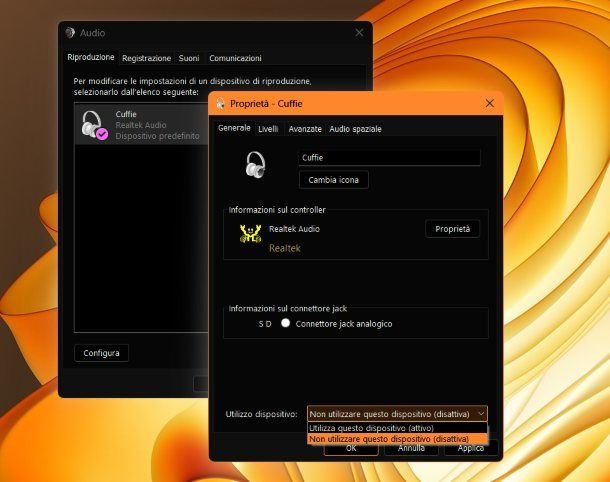 Audio
Riproduzione Registrazione Suoni Comunicazioni
Per modificare le impostazioni di un dispositivo di riproduzione,
selezionarlo dall'elenco seguente:
Cuffie
Realtek Audio
Dispositivo predefinito
Configura
Proprietà - Cuffie
Generale Livelli Avanzate Audio spaziale
Cuffie
Cambia icona
Informazioni sul controller
Realtek Audio
Proprietà
Realtek
Informazioni sul connettore jack
S D Connettore jack analogico
Utilizzo dispositivo: Non utilizzare questo dispositivo (disattiva)
Utilizza questo dispositivo (attivo)
Non utilizzare questo dispositivo (disattiva)
OK Annulla Applica